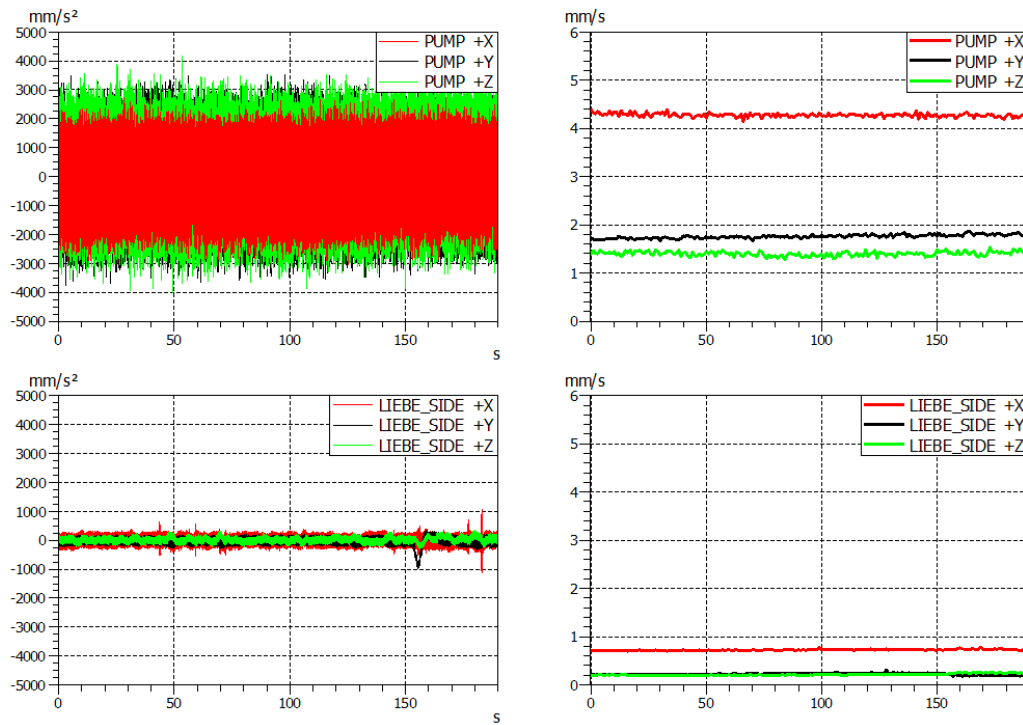 mm/s²
5000
4000
3000
2000
1000
0
-1000
-2000
-3000
-4000
-5000
0
50
100
150
s
PUMP +X
PUMP +Y
PUMP +Z
mm/s
6
5
4
3
2
1
0
0
50
100
150
PUMP +X
PUMP +Y
PUMP +Z
mm/s²
5000
4000
3000
2000
1000
0
-1000
-2000
-3000
-4000
-5000
0
50
100
150
s
LIEBE_SIDE +X
LIEBE_SIDE +Y
LIEBE_SIDE +Z
mm/s
6
5
4
3
2
1
0
0
50
100
150
LIEBE_SIDE +X
LIEBE_SIDE +Y
LIEBE_SIDE +Z